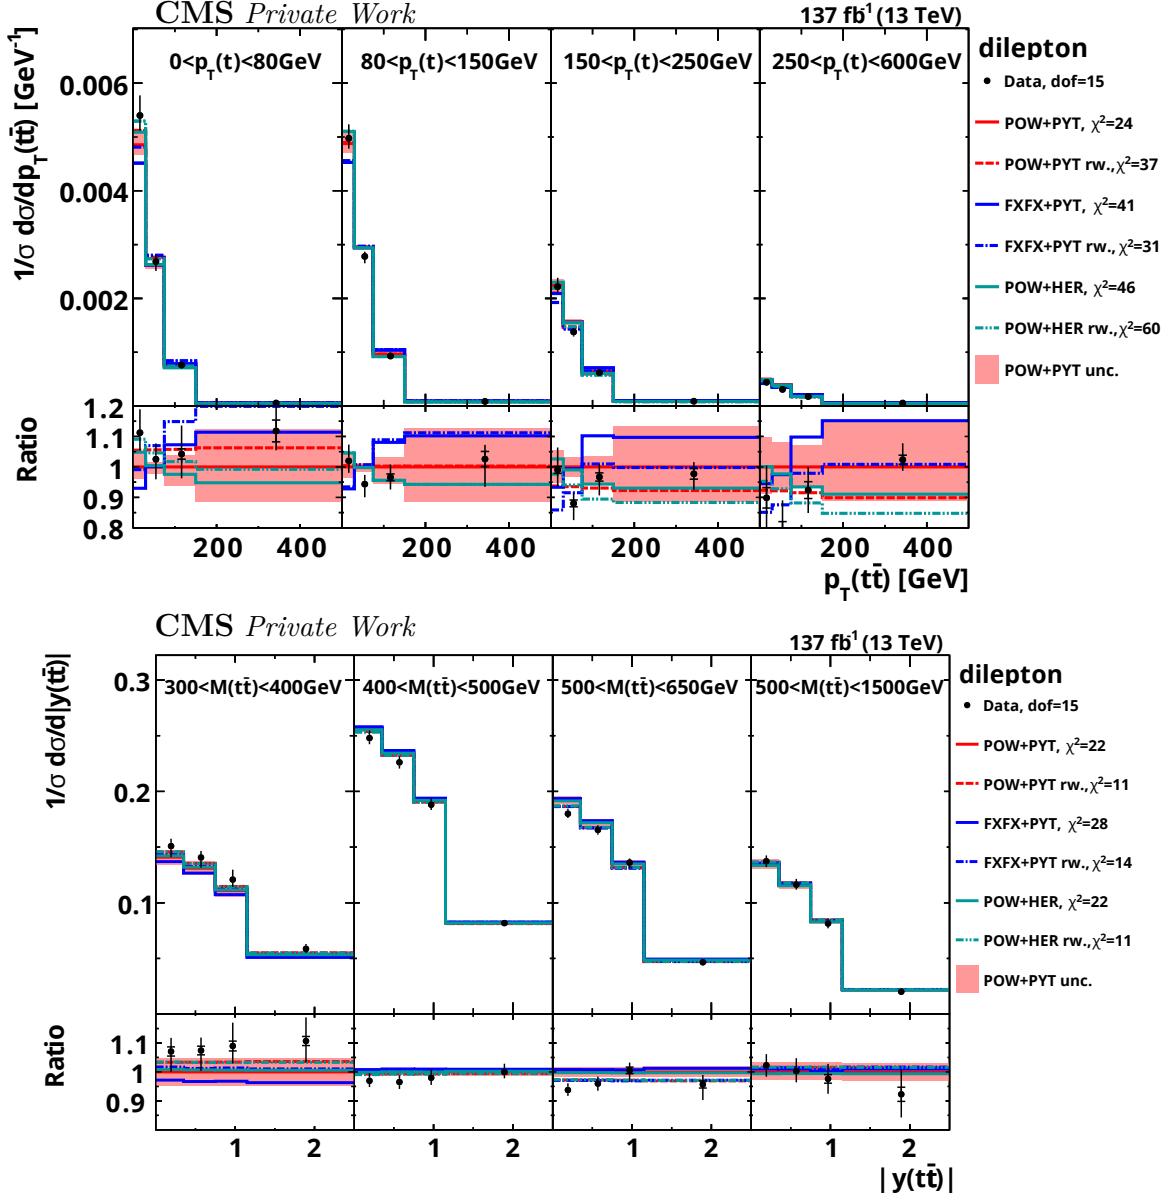 CMS Private Work
137 fb¹ (13 TeV)
1/σ dσ/dp_T(tt̄) [GeV⁻¹]
0<p_T(t)<80GeV
80<p_T(t)<150GeV
150<p_T(t)<250GeV
250<p_T(t)<600GeV
0.006
0.004
0.002
dilepton
Data, dof=15
POW+PYT, χ²=24
POW+PYT rw.,χ²=37
FXFX+PYT, χ²=41
FXFX+PYT rw.,χ²=31
POW+HER, χ²=46
POW+HER rw.,χ²=60
POW+PYT unc.
Ratio
1.2
1.1
1
0.9
0.8
200 400 200 400 200 400 200 400
p_T(tt̄) [GeV]
CMS Private Work
137 fb¹ (13 TeV)
1/σ dσ/d|y(tt̄)|
300<M(tt̄)<400GeV
400<M(tt̄)<500GeV
500<M(tt̄)<650GeV
500<M(tt̄)<1500GeV
0.3
0.2
0.1
dilepton
Data, dof=15
POW+PYT, χ²=22
POW+PYT rw.,χ²=11
FXFX+PYT, χ²=28
FXFX+PYT rw.,χ²=14
POW+HER, χ²=22
POW+HER rw.,χ²=11
POW+PYT unc.
Ratio
1.1
1
0.9
1 2 1 2 1 2 1 2
|y(tt̄)|